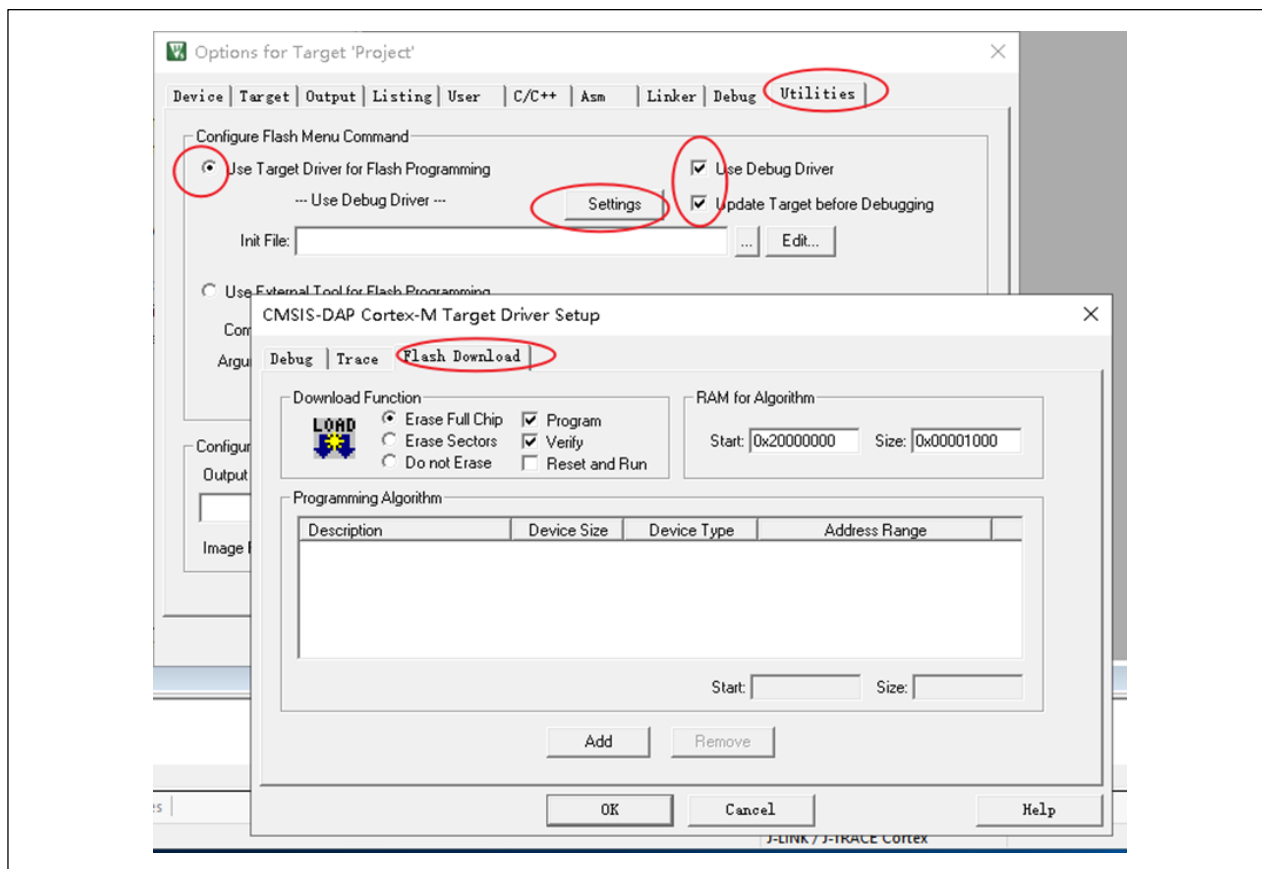 Options for Target 'Project'
Device Target Output Listing User C/C++ Asm Linker Debug Utilities
Configure Flash Menu Command
Use Target Driver for Flash Programming
Use Debug Driver
--- Use Debug Driver ---
Settings
Update Target before Debugging
Init File:
...
Edit...
Use External Tool for Flash Programming
CMSIS-DAP Cortex-M Target Driver Setup
Com
Argu
Debug Trace Flash Download
Download Function
LOAD
Erase Full Chip
Program
Erase Sectors
Verify
Do not Erase
Reset and Run
RAM for Algorithm
Start: 0x20000000 Size: 0x00001000
Configur
Output
Image
Programming Algorithm
Description Device Size Device Type Address Range
Start: Size:
Add Remove
OK Cancel Help
J-LINK / J-TRACE Cortex